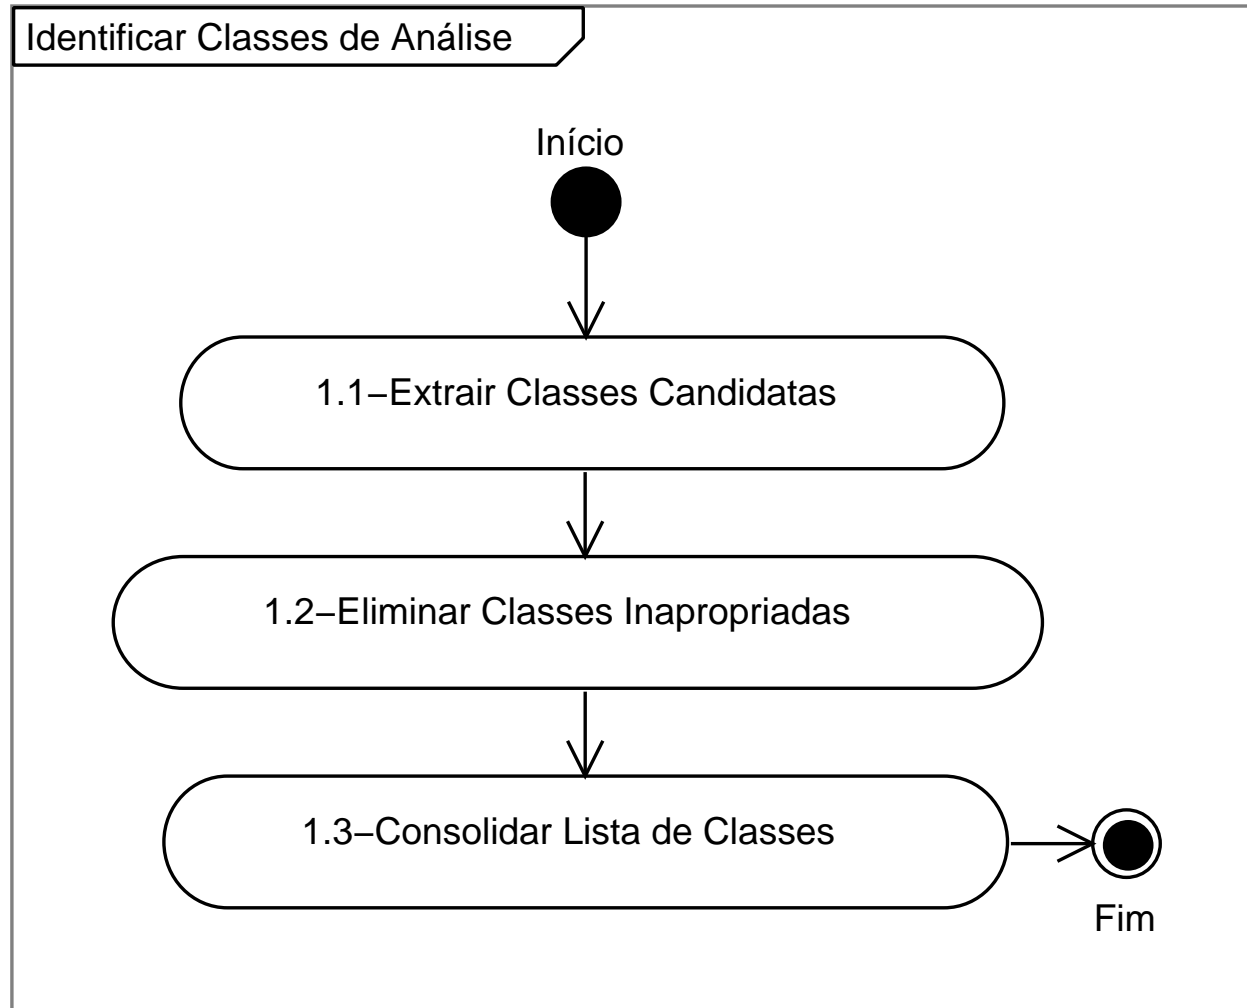 Identificar Classes de Análise
Início
1.1–Extrair Classes Candidatas
1.2–Eliminar Classes Inapropriadas
1.3–Consolidar Lista de Classes
Fim